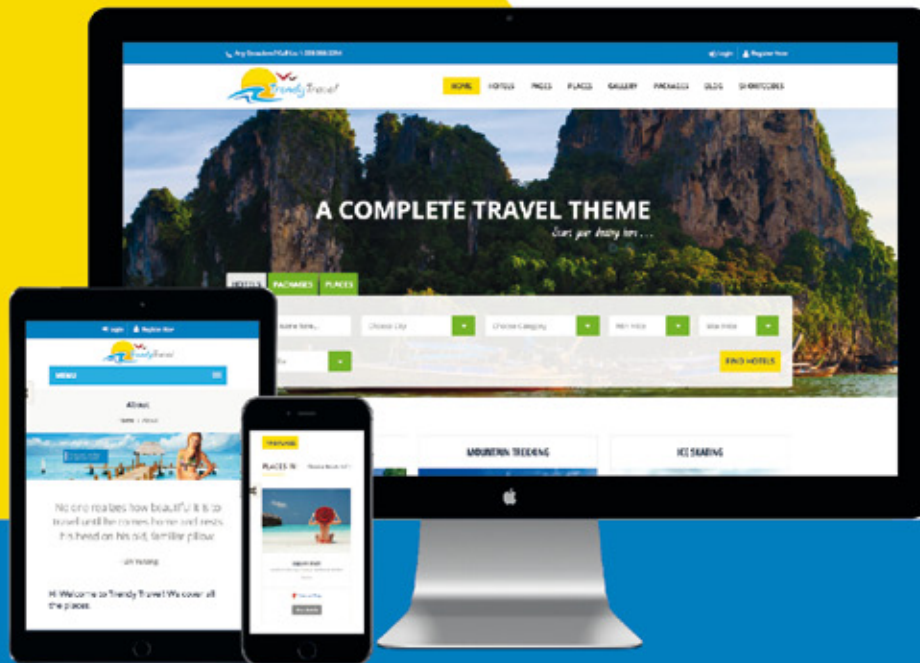 Login
Register Now
Trendy Travel
HOME HOTELS PAGES PLACES GALLERY PACKAGES BLOG SHORTCODES
A COMPLETE TRAVEL THEME
HOTELS PACKAGES PLACES
Choose City
Choose Category
Min Price
Max Price
FIND HOTELS
MOUNTAIN TREKKING
ICE SKATING
Login
Register Now
Trendy Travel
MENU
About
No one realizes how beautiful it is to
travel until he comes home and rests
his head on his old, familiar pillow.
Hi Welcome to Trendy Travel! We cover all
the places.
PLACES IN